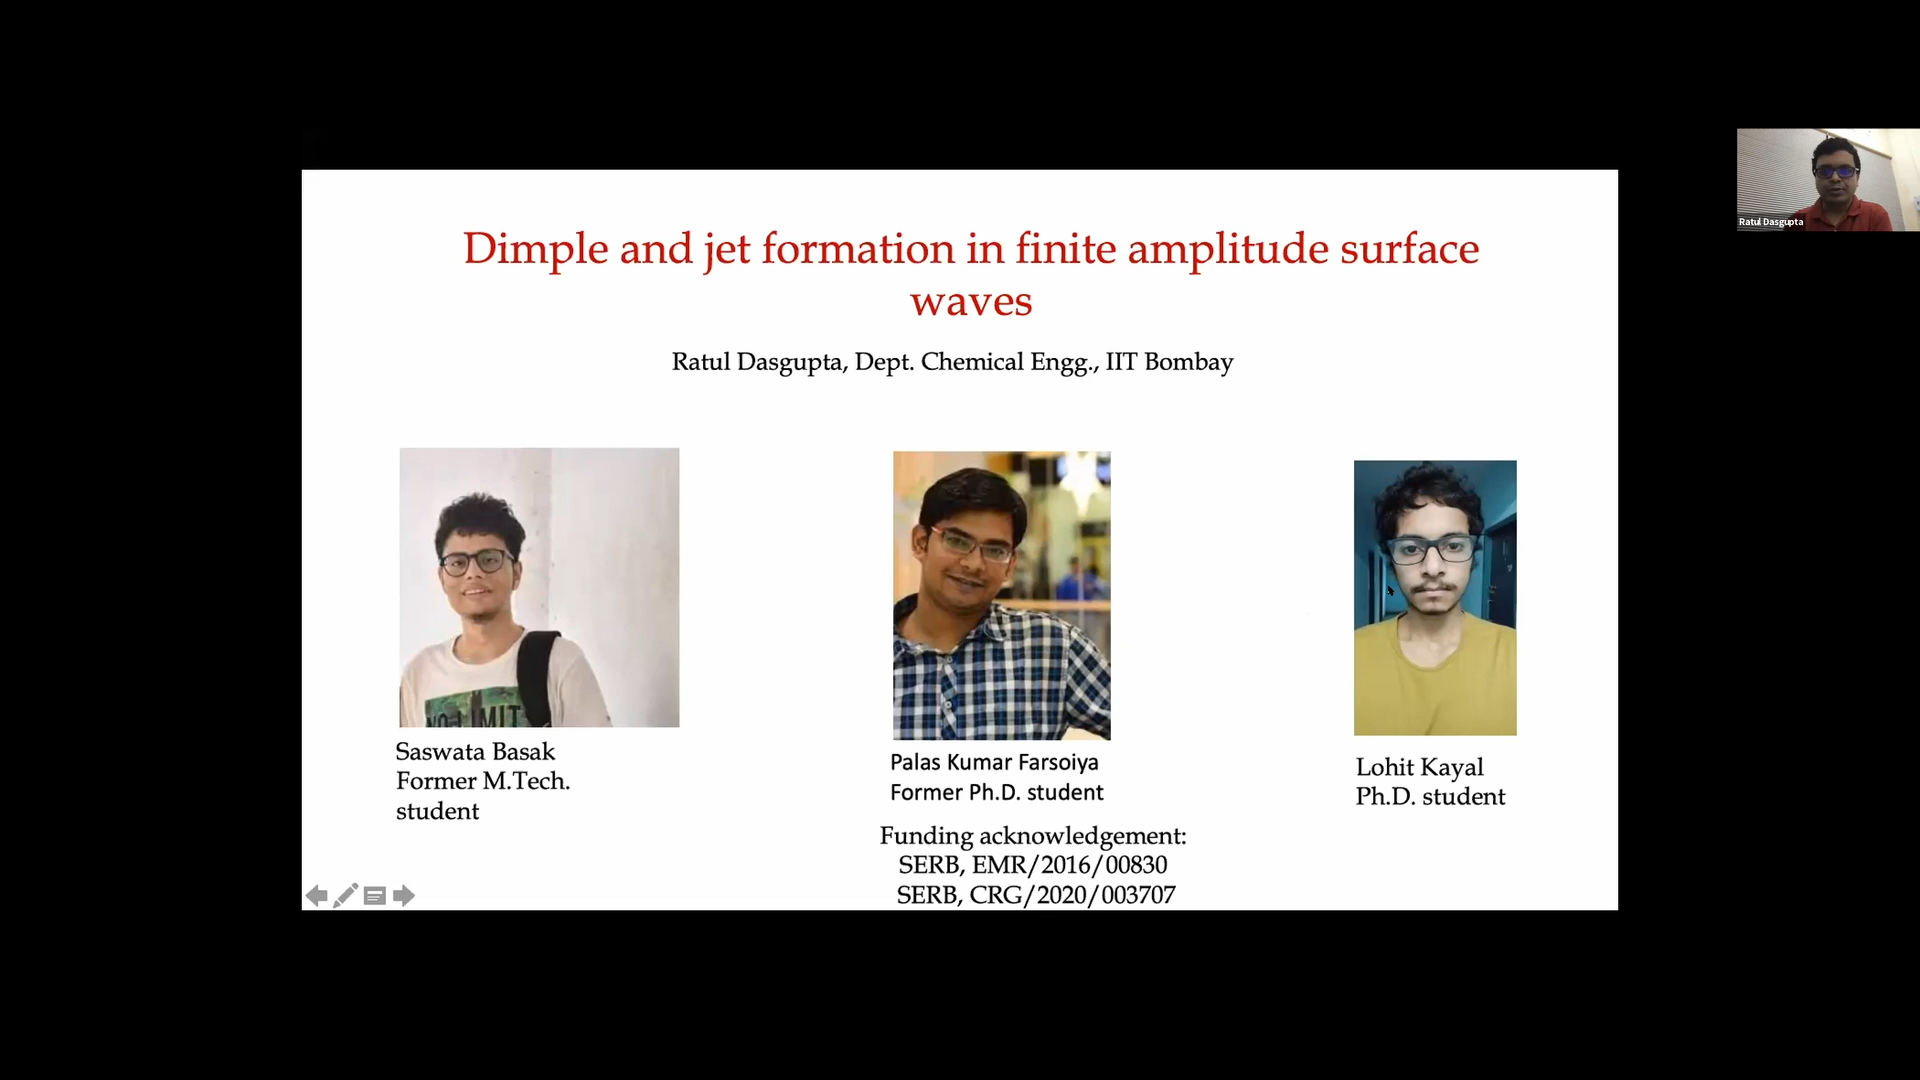 Dimple and jet formation in finite amplitude surface
waves
Ratul Dasgupta, Dept. Chemical Engg., IIT Bombay
Ratul Dasgupta
NO LIMIT
Saswata Basak
Former M.Tech.
student
Palas Kumar Farsoiya
Former Ph.D. student
Lohit Kayal
Ph.D. student
Funding acknowledgement:
SERB, EMR/2016/00830
SERB, CRG/2020/003707